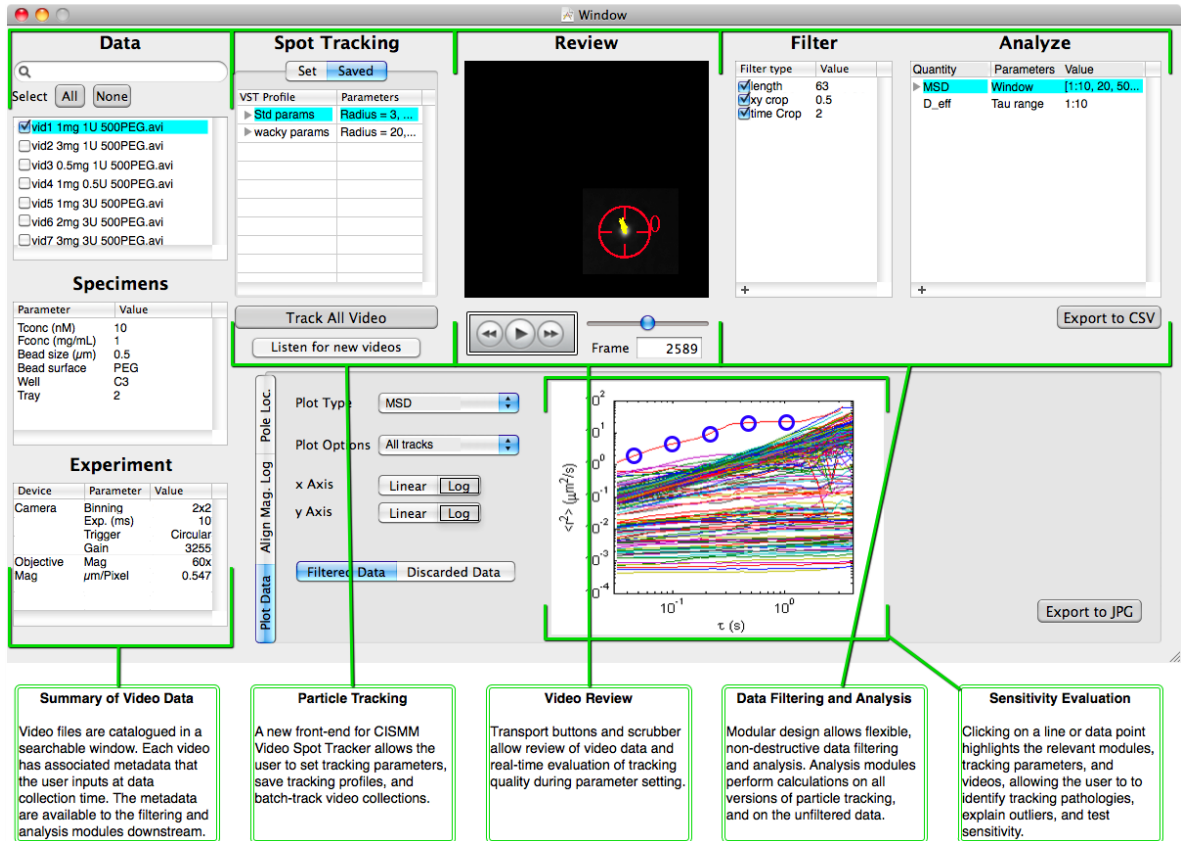 Window
Data
Select All None
vid1 1mg 1U 500PEG.avi
vid2 3mg 1U 500PEG.avi
vid3 0.5mg 1U 500PEG.avi
vid4 1mg 0.5U 500PEG.avi
vid5 1mg 3U 500PEG.avi
vid6 2mg 3U 500PEG.avi
vid7 3mg 3U 500PEG.avi
Specimens
Parameter Value
Tconc (nM) 10
Fconc (mg/mL) 1
Bead size (µm) 0.5
Bead surface PEG
Well C3
Tray 2
Experiment
Device Parameter Value
Camera Binning 2x2
Exp. (ms) 10
Trigger Circular
Gain 3255
Objective Mag 60x
Mag µm/Pixel 0.547
Spot Tracking
Set Saved
VST Profile Parameters
Std params Radius = 3, ...
wacky params Radius = 20,...
Track All Video
Listen for new videos
Review
0
Frame 2589
Filter
Filter type Value
length 63
xy crop 0.5
time Crop 2
+
Analyze
Quantity Parameters Value
MSD Window [1:10, 20, 50...
D_eff Tau range 1:10
+
Export to CSV
Pole Loc.
Align Mag. Log
Plot Data
Plot Type MSD
Plot Options All tracks
x Axis Linear Log
y Axis Linear Log
Filtered Data Discarded Data
<r²> (µm²/s)
10²
10¹
10⁰
10⁻¹
10⁻²
10⁻³
10⁻⁴
10⁻¹ 10⁰
τ (s)
Export to JPG
Summary of Video Data
Video files are catalogued in a
searchable window. Each video
has associated metadata that
the user inputs at data
collection time. The metadata
are available to the filtering and
analysis modules downstream.
Particle Tracking
A new front-end for CISMM
Video Spot Tracker allows the
user to set tracking parameters,
save tracking profiles, and
batch-track video collections.
Video Review
Transport buttons and scrubber
allow review of video data and
real-time evaluation of tracking
quality during parameter setting.
Data Filtering and Analysis
Modular design allows flexible,
non-destructive data filtering
and analysis. Analysis modules
perform calculations on all
versions of particle tracking,
and on the unfiltered data.
Sensitivity Evaluation
Clicking on a line or data point
highlights the relevant modules,
tracking parameters, and
videos, allowing the user to to
identify tracking pathologies,
explain outliers, and test
sensitivity.